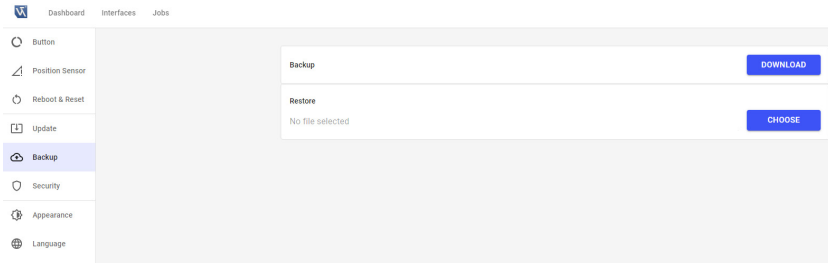 Dashboard Interfaces Jobs
Button
Position Sensor
Reboot & Reset
Update
Backup
Security
Appearance
Language
Backup DOWNLOAD
Restore
No file selected CHOOSE